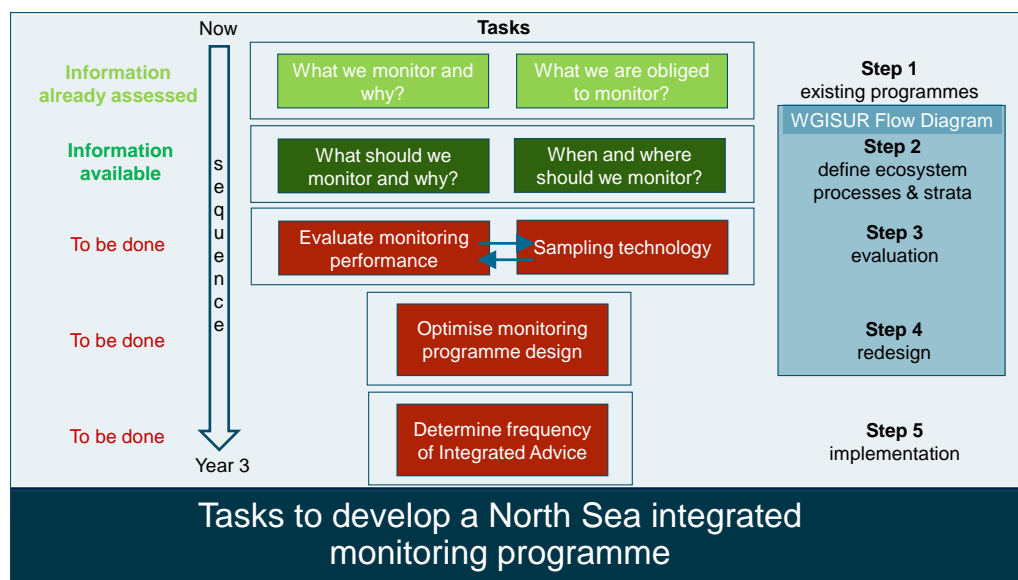 Now
Tasks
Information
already assessed
What we monitor and
why?
What we are obliged
to monitor?
Step 1
existing programmes
WGISUR Flow Diagram
Information
available
What should we
monitor and why?
When and where
should we monitor?
Step 2
define ecosystem
processes & strata
sequence
To be done
Evaluate monitoring
performance
Sampling technology
Step 3
evaluation
To be done
Optimise monitoring
programme design
Step 4
redesign
To be done
Determine frequency
of Integrated Advice
Step 5
implementation
Year 3
Tasks to develop a North Sea integrated
monitoring programme